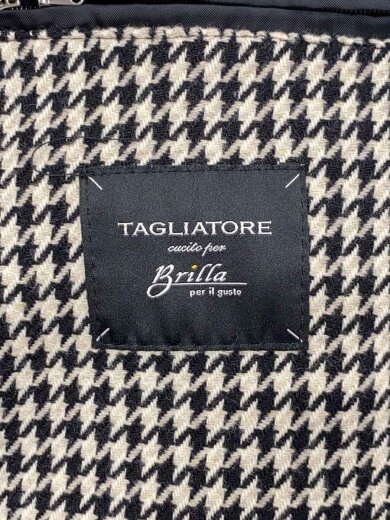 TAGLIATORE
cucito per
Brilla
per il gusto